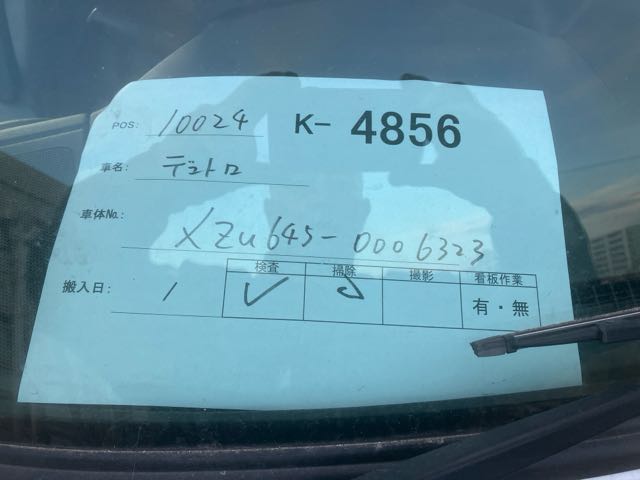 POS: 10024 K- 4856
車名: デュトロ
車体No.: XZU645-0006323
検査 掃除 撮影 看板作業
搬入日: / ✓ ✓ 有・無